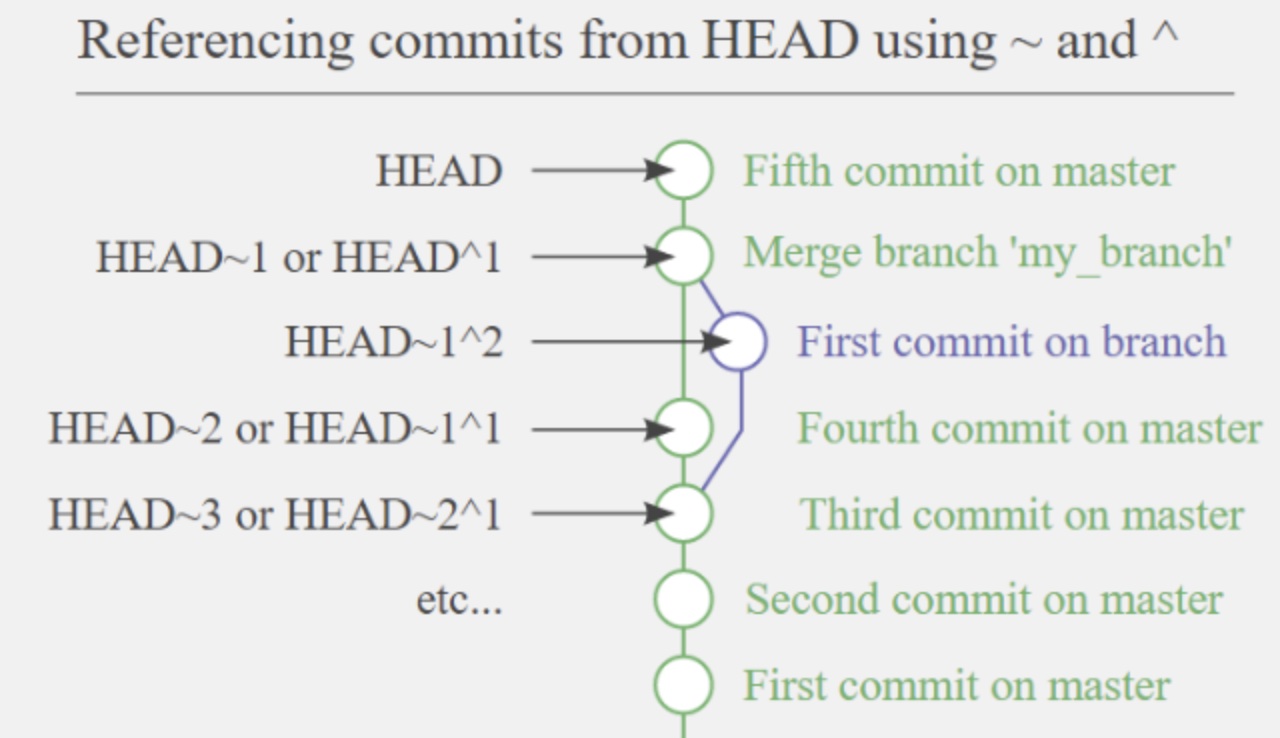 Referencing commits from HEAD using ~ and ^
HEAD Fifth commit on master
HEAD~1 or HEAD^1 Merge branch 'my_branch'
HEAD~1^2 First commit on branch
HEAD~2 or HEAD~1^1 Fourth commit on master
HEAD~3 or HEAD~2^1 Third commit on master
etc... Second commit on master
First commit on master